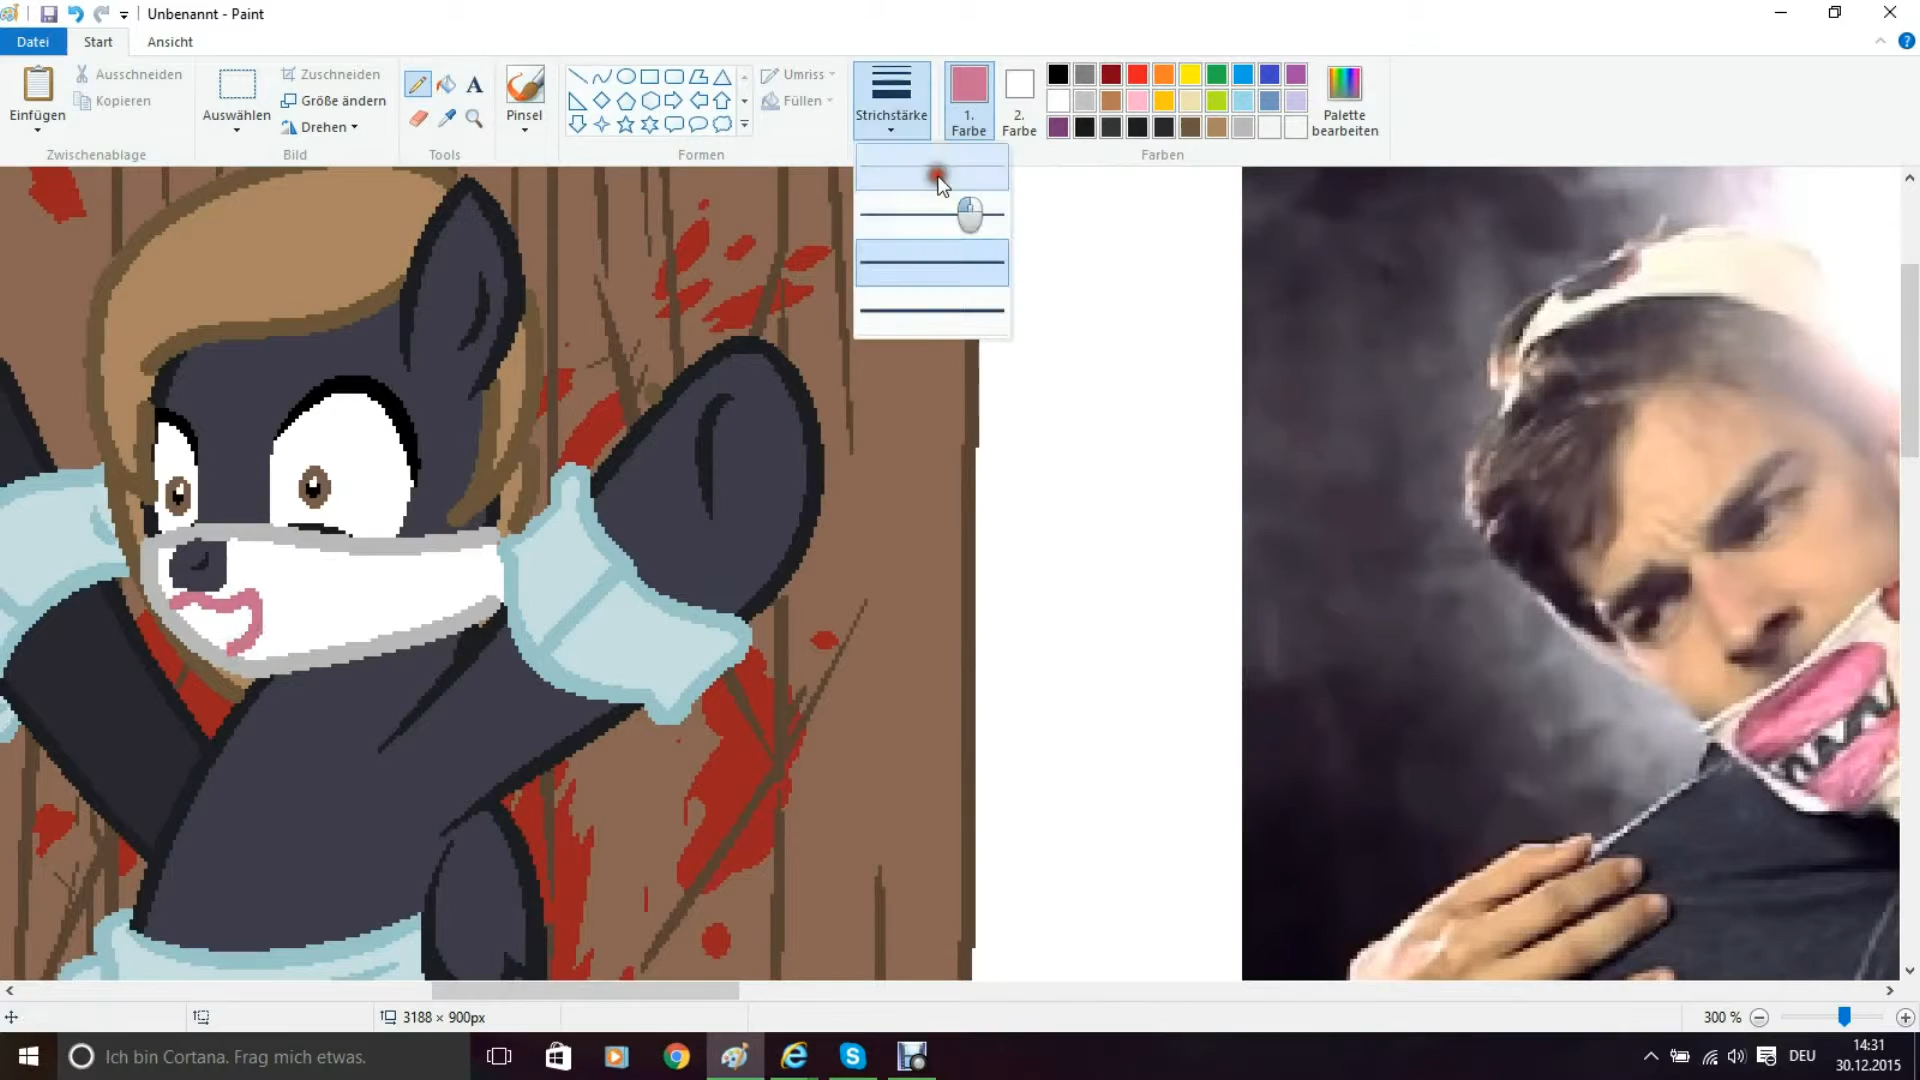 Unbenannt - Paint
Datei Start Ansicht
Einfügen
Ausschneiden
Kopieren
Zwischenablage
Auswählen
Zuschneiden
Größe ändern
Drehen
Bild
A
Tools
Pinsel
Formen
Umriss
Füllen
Strichstärke
1.
Farbe
2.
Farbe
Palette
bearbeiten
Farben
3188 × 900px
300 %
Ich bin Cortana. Frag mich etwas.
DEU
14:31
30.12.2015